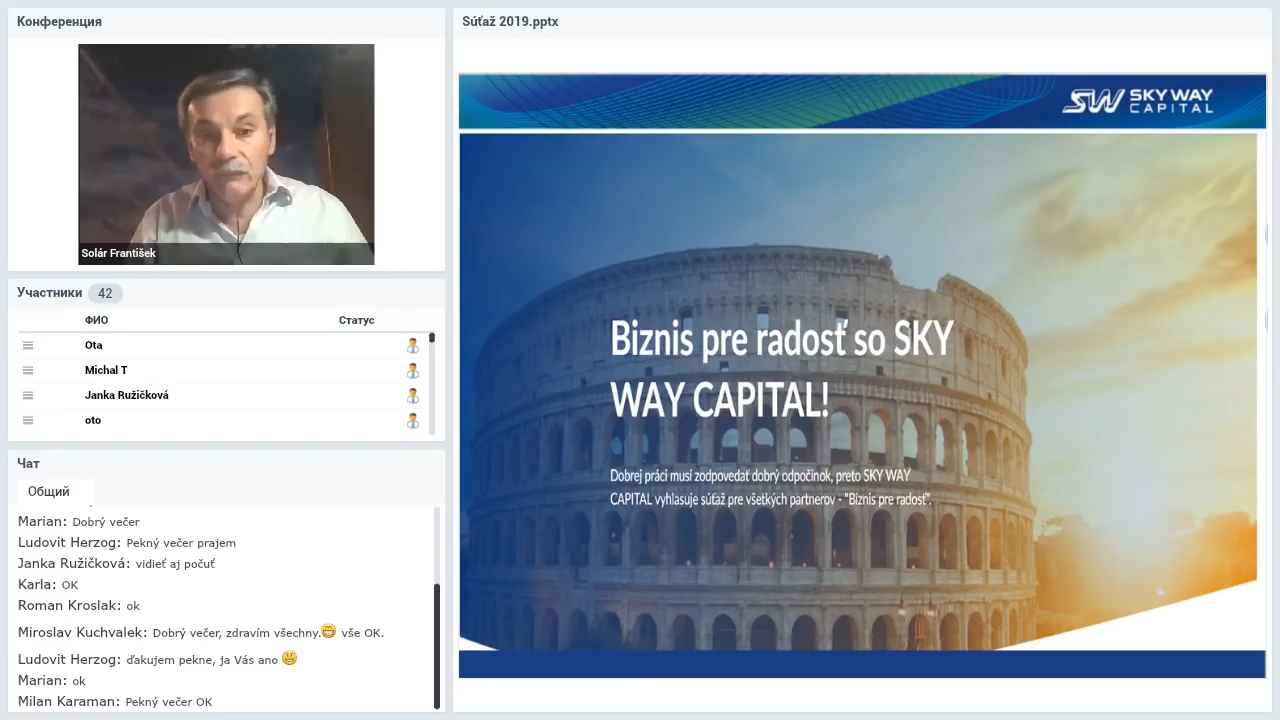 Конференция
Solár František
Участники 42
ФИО Статус
Ota
Michal T
Janka Ružičková
oto
Чат
Общий
Marian: Dobrý večer
Ludovit Herzog: Pekný večer prajem
Janka Ružičková: vidieť aj počuť
Karla: OK
Roman Kroslak: ok
Miroslav Kuchvalek: Dobrý večer, zdravím všechny. vše OK.
Ludovit Herzog: ďakujem pekne, ja Vás ano
Marian: ok
Milan Karaman: Pekný večer OK
Súťaž 2019.pptx
SW SKY WAY
CAPITAL
Biznis pre radosť so SKY
WAY CAPITAL!
Dobrej práci musí zodpovedať dobrý odpočinok, preto SKY WAY
CAPITAL vyhlasuje súťaž pre všetkých partnerov - "Biznis pre radosť".